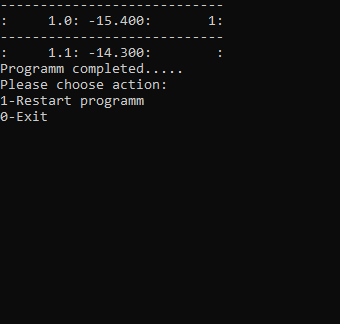 ----------------------------
:     1.0: -15.400:       1:
----------------------------
:     1.1: -14.300:        :
Programm completed.....
Please choose action:
1-Restart programm
0-Exit